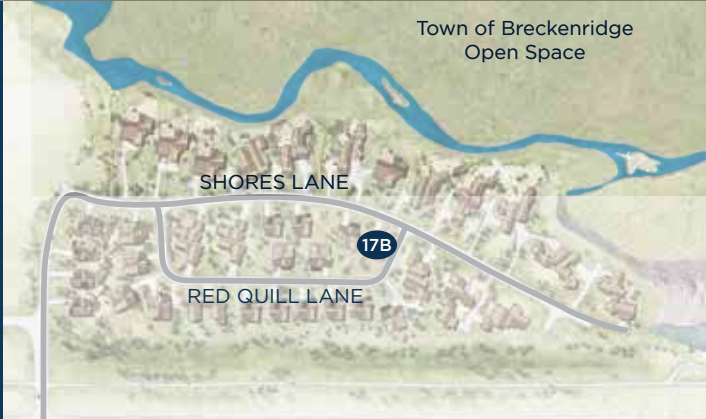 Town of Breckenridge
Open Space
SHORES LANE
17B
RED QUILL LANE